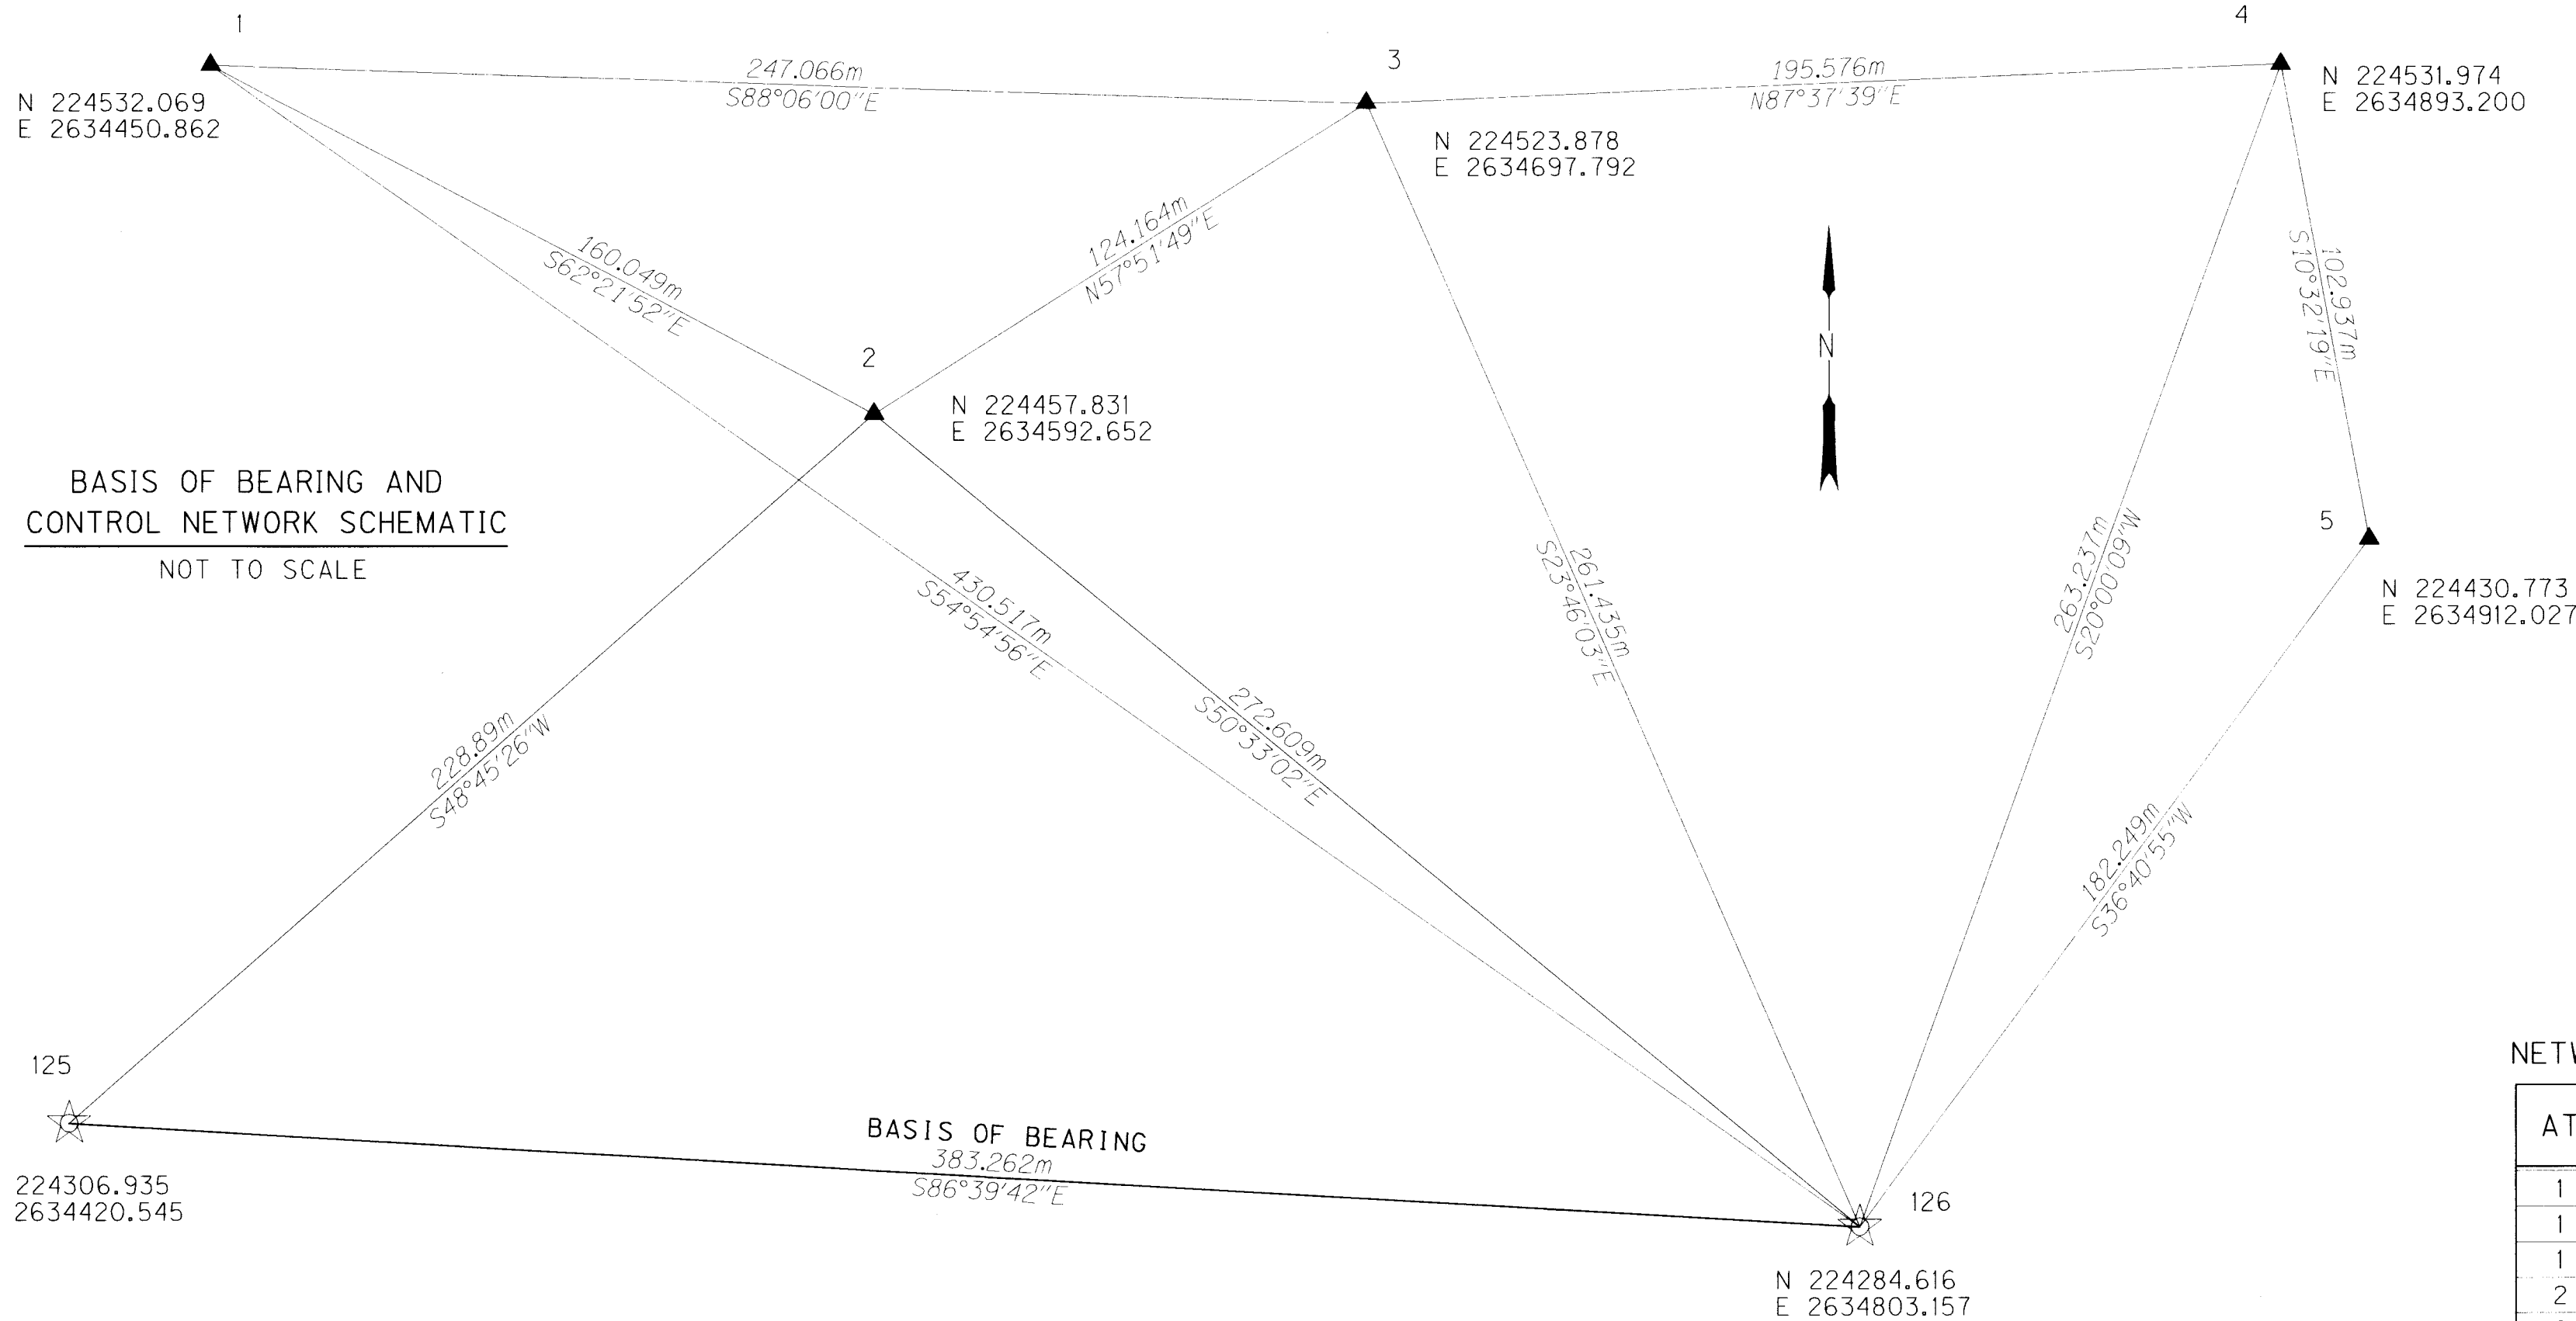 1
N 224532.069
E 2634450.862
247.066m
S88°06'00"E
3
N 224523.878
E 2634697.792
195.576m
N87°37'39"E
4
N 224531.974
E 2634893.200
160.049m
S62°21'52"E
124.164m
N57°51'49"E
N
102.937m
S10°32'19"E
2
N 224457.831
E 2634592.652
BASIS OF BEARING AND
CONTROL NETWORK SCHEMATIC
NOT TO SCALE
5
N 224430.773
E 2634912.027
430.517m
S54°54'56"E
261.435m
S23°46'03"E
263.237m
S20°00'09"W
228.89m
S48°45'26"W
272.609m
S50°33'02"E
182.249m
S36°40'55"W
125
224306.935
2634420.545
BASIS OF BEARING
383.262m
S86°39'42"E
126
N 224284.616
E 2634803.157
NETW
AT
1
1
1
2